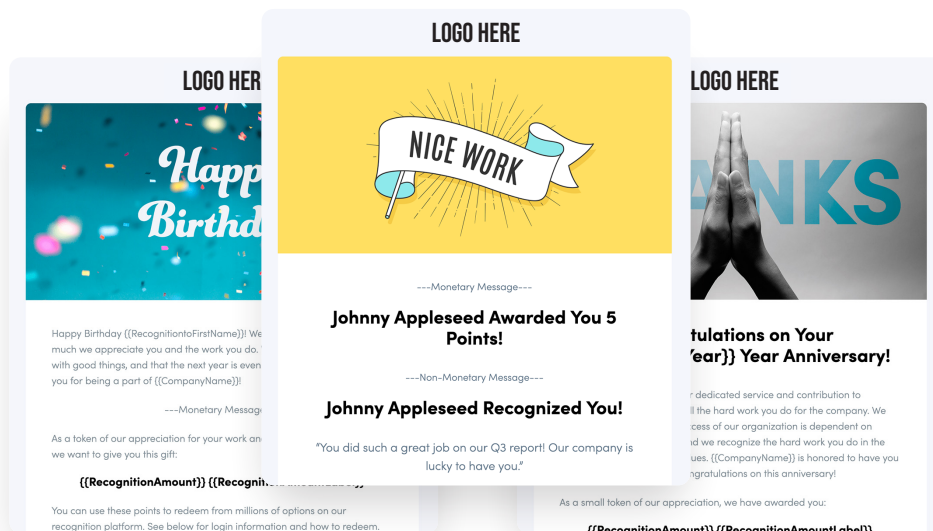 LOGO HERE
NICE WORK
---Monetary Message---
Johnny Appleseed Awarded You 5
Points!
---Non-Monetary Message---
Johnny Appleseed Recognized You!
"You did such a great job on our Q3 report! Our company is
lucky to have you."
LOGO HER
Happ
Birthd
Happy Birthday {{RecognitiontoFirstName}}! We
much we appreciate you and the work you do.
with good things, and that the next year is even
you for being a part of {{CompanyName}}!
---Monetary Message
As a token of our appreciation for your work an
we want to give you this gift:
{{RecognitionAmount}} {{Recognition
You can use these points to redeem from millions of options on our
recognition platform. See below for login information and how to redeem.
LOGO HERE
ANKS
tulations on Your
Year}} Year Anniversary!
r dedicated service and contribution to
ll the hard work you do for the company. We
cess of our organization is dependent on
d we recognize the hard work you do in the
ues. {{CompanyName}} is honored to have you
ngratulations on this anniversary!
As a small token of our appreciation, we have awarded you:
{{RecognitionAmount}} {{RecognitionAmountLabel}}